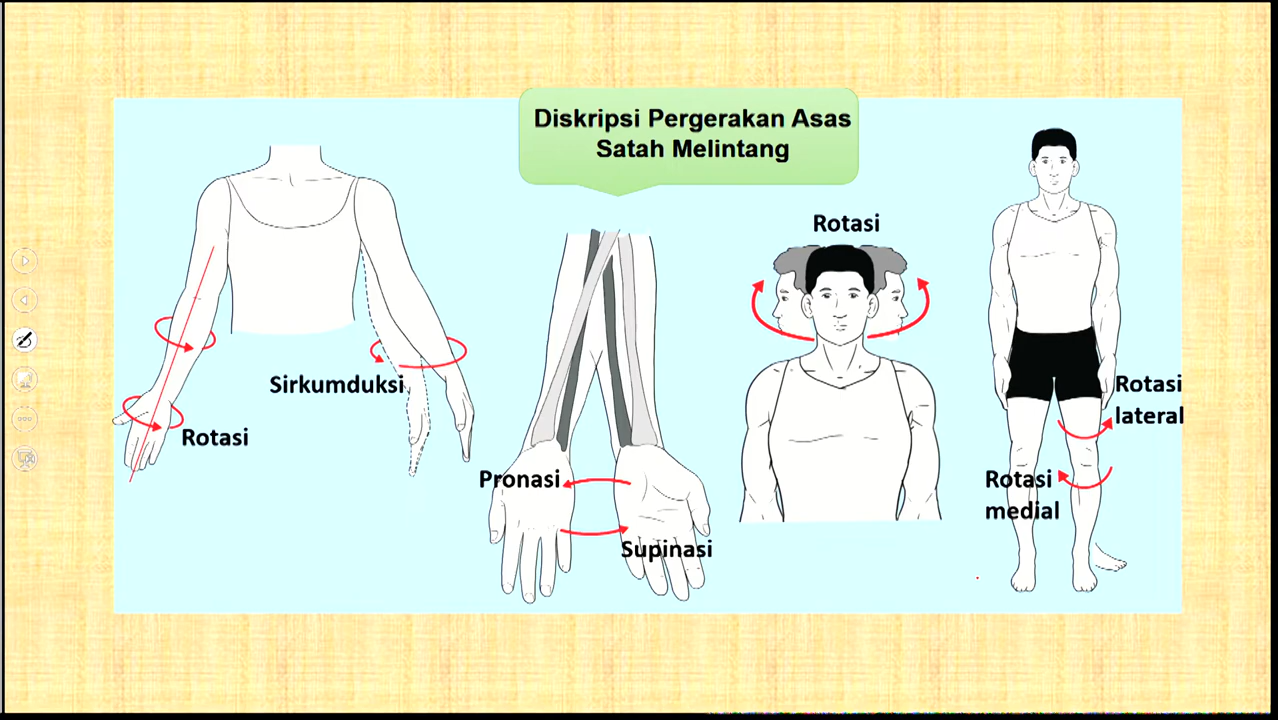 Diskripsi Pergerakan Asas
Satah Melintang
Rotasi
Sirkumduksi
Rotasi
Pronasi
Supinasi
Rotasi
lateral
Rotasi
medial